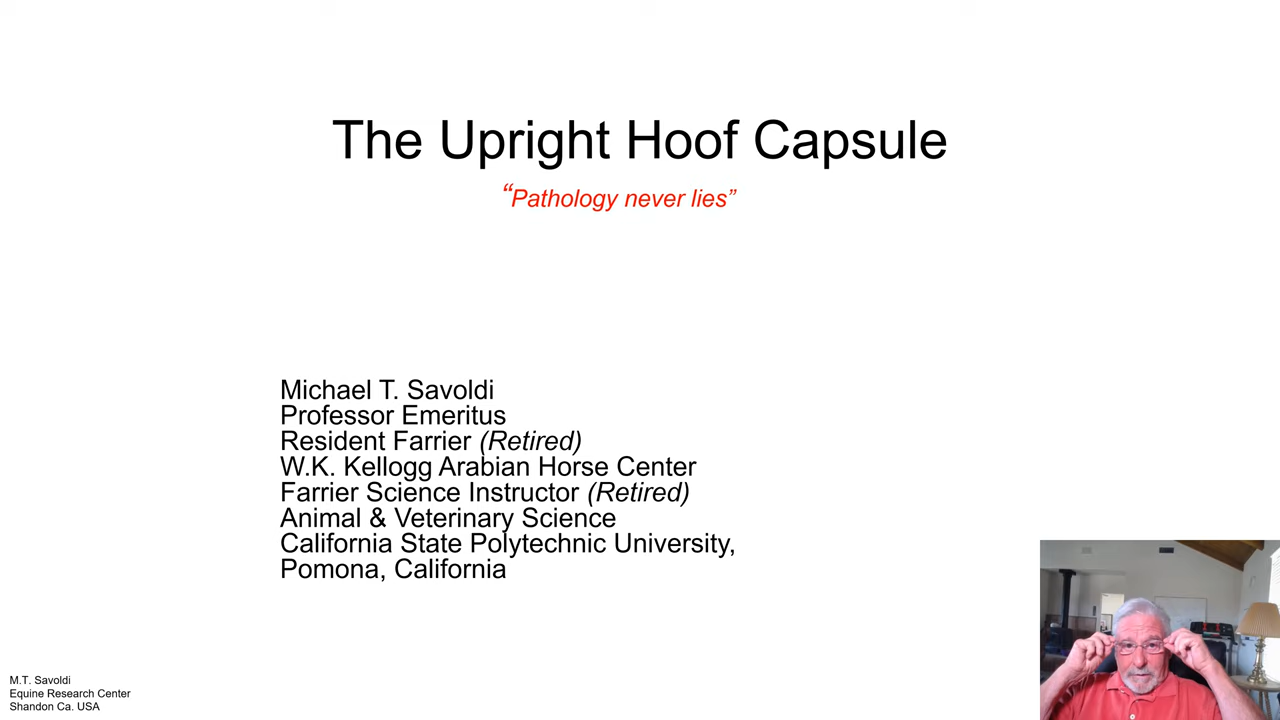 The Upright Hoof Capsule
“Pathology never lies”
Michael T. Savoldi
Professor Emeritus
Resident Farrier (Retired)
W.K. Kellogg Arabian Horse Center
Farrier Science Instructor (Retired)
Animal & Veterinary Science
California State Polytechnic University,
Pomona, California
M.T. Savoldi
Equine Research Center
Shandon Ca. USA